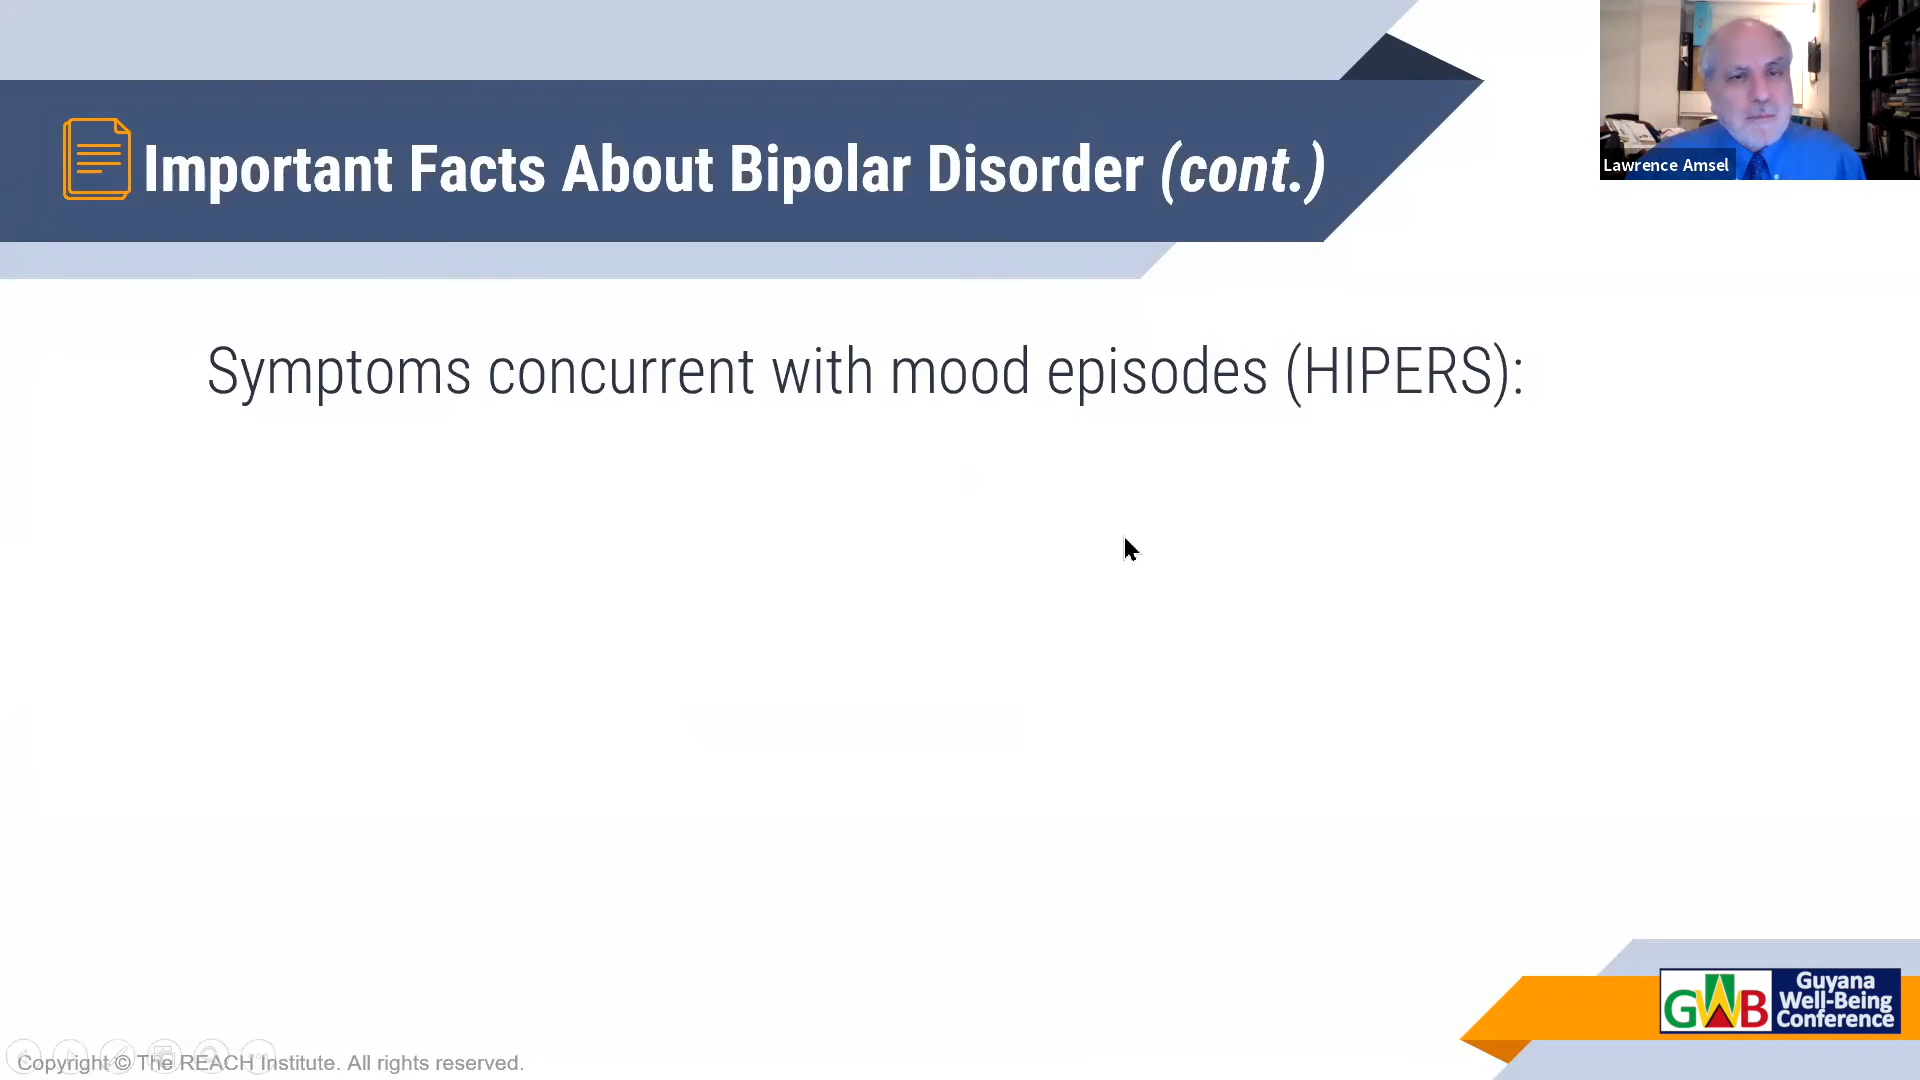 Important Facts About Bipolar Disorder (cont.)
Lawrence Amsel
Symptoms concurrent with mood episodes (HIPERS):
GWB
Guyana
Well-Being
Conference
Copyright © The REACH Institute. All rights reserved.